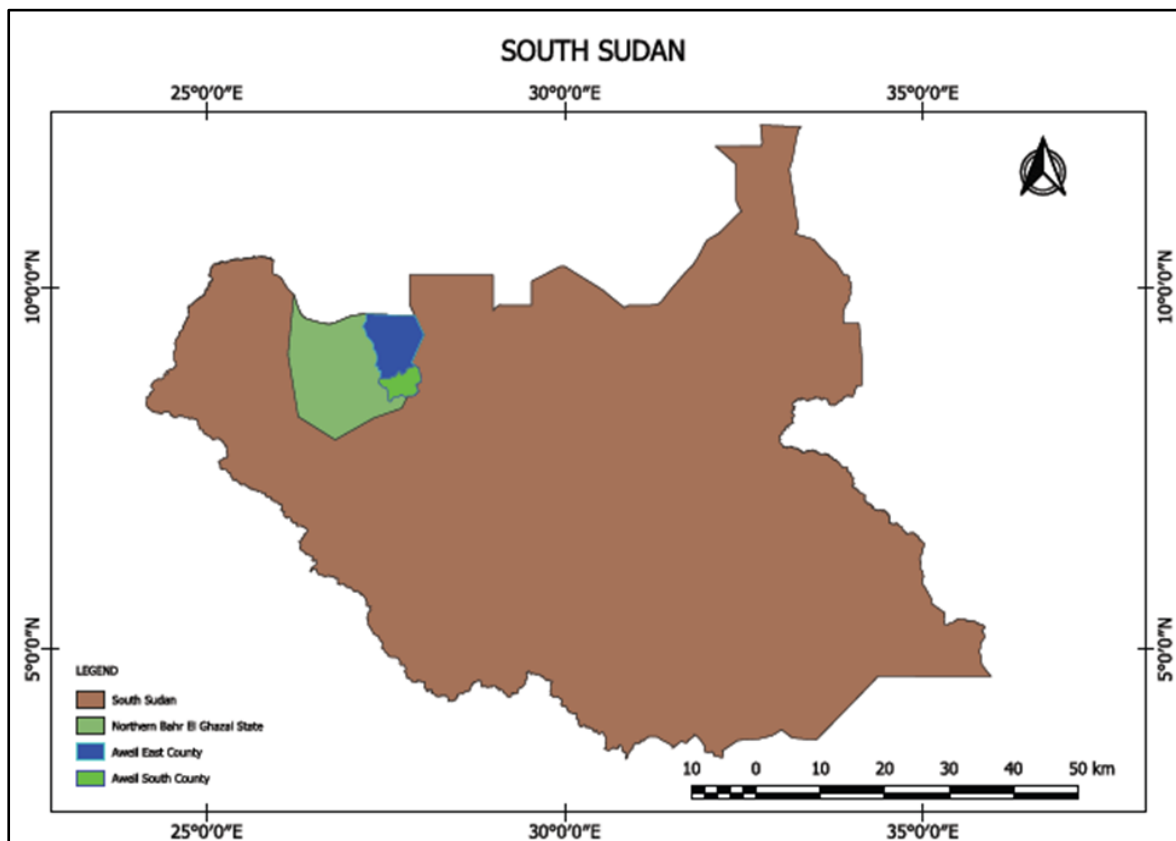 SOUTH SUDAN
25°0'0"E 30°0'0"E 35°0'0"E
10°0'0"N 10°0'0"N
5°0'0"N 5°0'0"N
LEGEND
South Sudan
Northern Bahr El Ghazal State
Aweil East County
Aweil South County
10 0 10 20 30 40 50 km
25°0'0"E 30°0'0"E 35°0'0"E